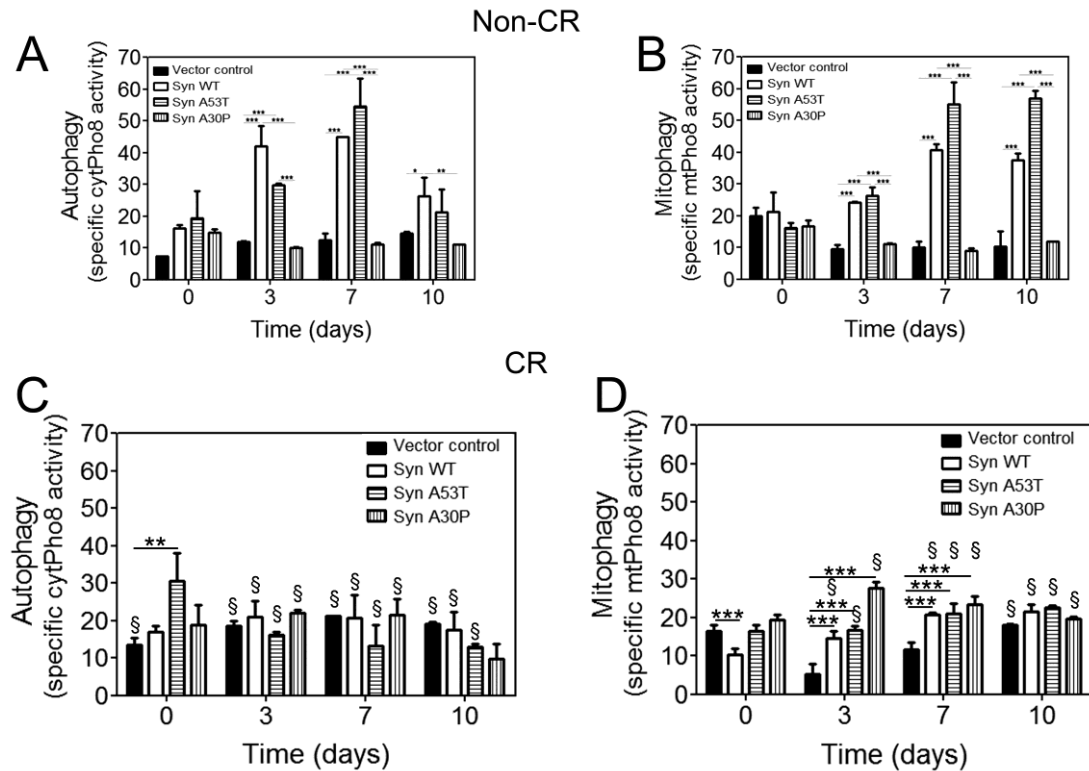 Non-CR
A
Autophagy
(specific cytPho8 activity)
70
60
50
40
30
20
10
0
Vector control
Syn WT
Syn A53T
Syn A30P
***
***
***
***
***
***
***
***
***
***
*
**
0
3
7
10
Time (days)
B
Mitophagy
(specific mtPho8 activity)
70
60
50
40
30
20
10
0
Vector control
Syn WT
Syn A53T
Syn A30P
***
***
***
***
***
***
***
***
***
***
***
***
0
3
7
10
Time (days)
CR
C
Autophagy
(specific cytPho8 activity)
70
60
50
40
30
20
10
0
Vector control
Syn WT
Syn A53T
Syn A30P
**
§
§
§
§
§
§
§
§
§
§
§
§
0
3
7
10
Time (days)
D
Mitophagy
(specific mtPho8 activity)
70
60
50
40
30
20
10
0
Vector control
Syn WT
Syn A53T
Syn A30P
***
***
§
§
***
§
***
§ § §
***
***
***
§ § § §
0
3
7
10
Time (days)